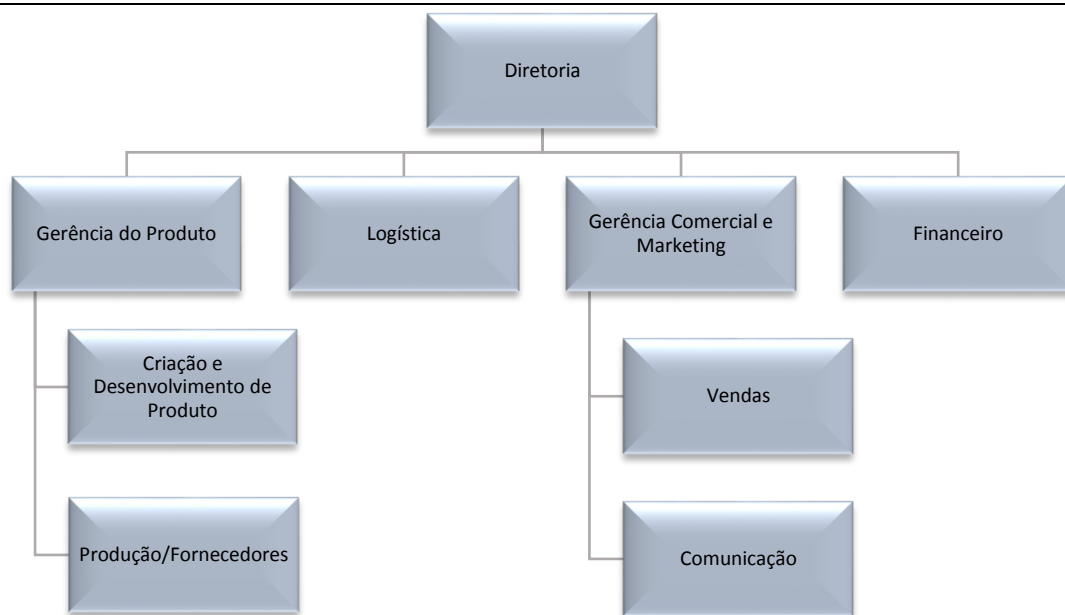 Diretoria
Gerência do Produto
Logística
Gerência Comercial e
Marketing
Financeiro
Criação e
Desenvolvimento de
Produto
Produção/Fornecedores
Vendas
Comunicação